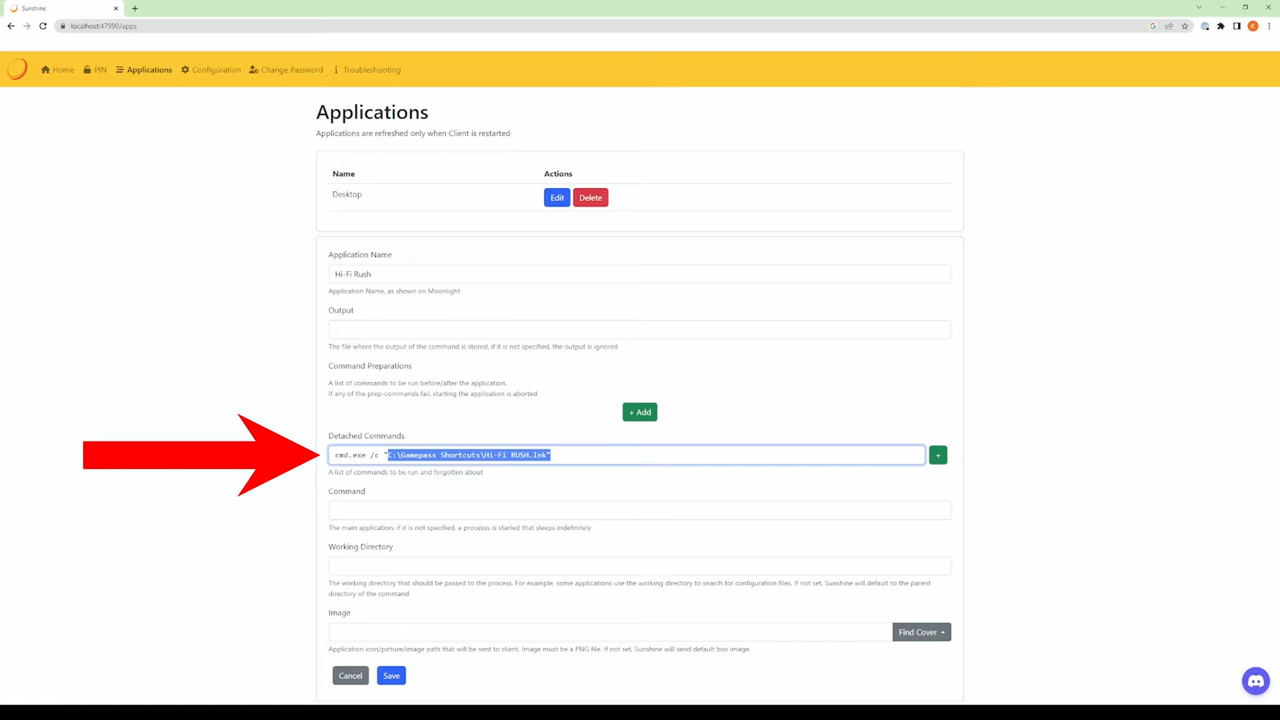 Sunshine
localhost:47990/apps
Home PIN Applications Configuration Change Password Troubleshooting
Applications
Applications are refreshed only when Client is restarted
Name Actions
Desktop Edit Delete
Application Name
Hi-Fi Rush
Application Name, as shown on Moonlight
Output
The file where the output of the command is stored, if it is not specified, the output is ignored
Command Preparations
A list of commands to be run before/after the application.
If any of the prep-commands fail, starting the application is aborted
+ Add
Detached Commands
cmd.exe /c "C:\Gamepass Shortcuts\Hi-Fi RUSH.lnk" +
A list of commands to be run and forgotten about
Command
The main application, if it is not specified, a process is started that sleeps indefinitely
Working Directory
The working directory that should be passed to the process. For example, some applications use the working directory to search for configuration files. If not set, Sunshine will default to the parent
directory of the command
Image
Find Cover
Application icon/picture/image path that will be sent to client. Image must be a PNG file. If not set, Sunshine will send default box image.
Cancel Save